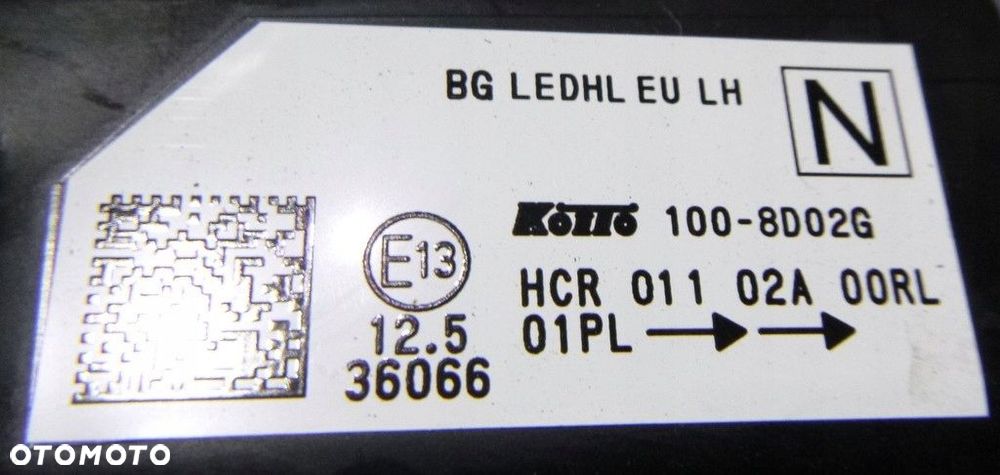 BG LEDHL EU LH
N
KOITO 100-8D02G
E13
HCR 011 02A 00RL
12.5
01PL
36066
OTOMOTO